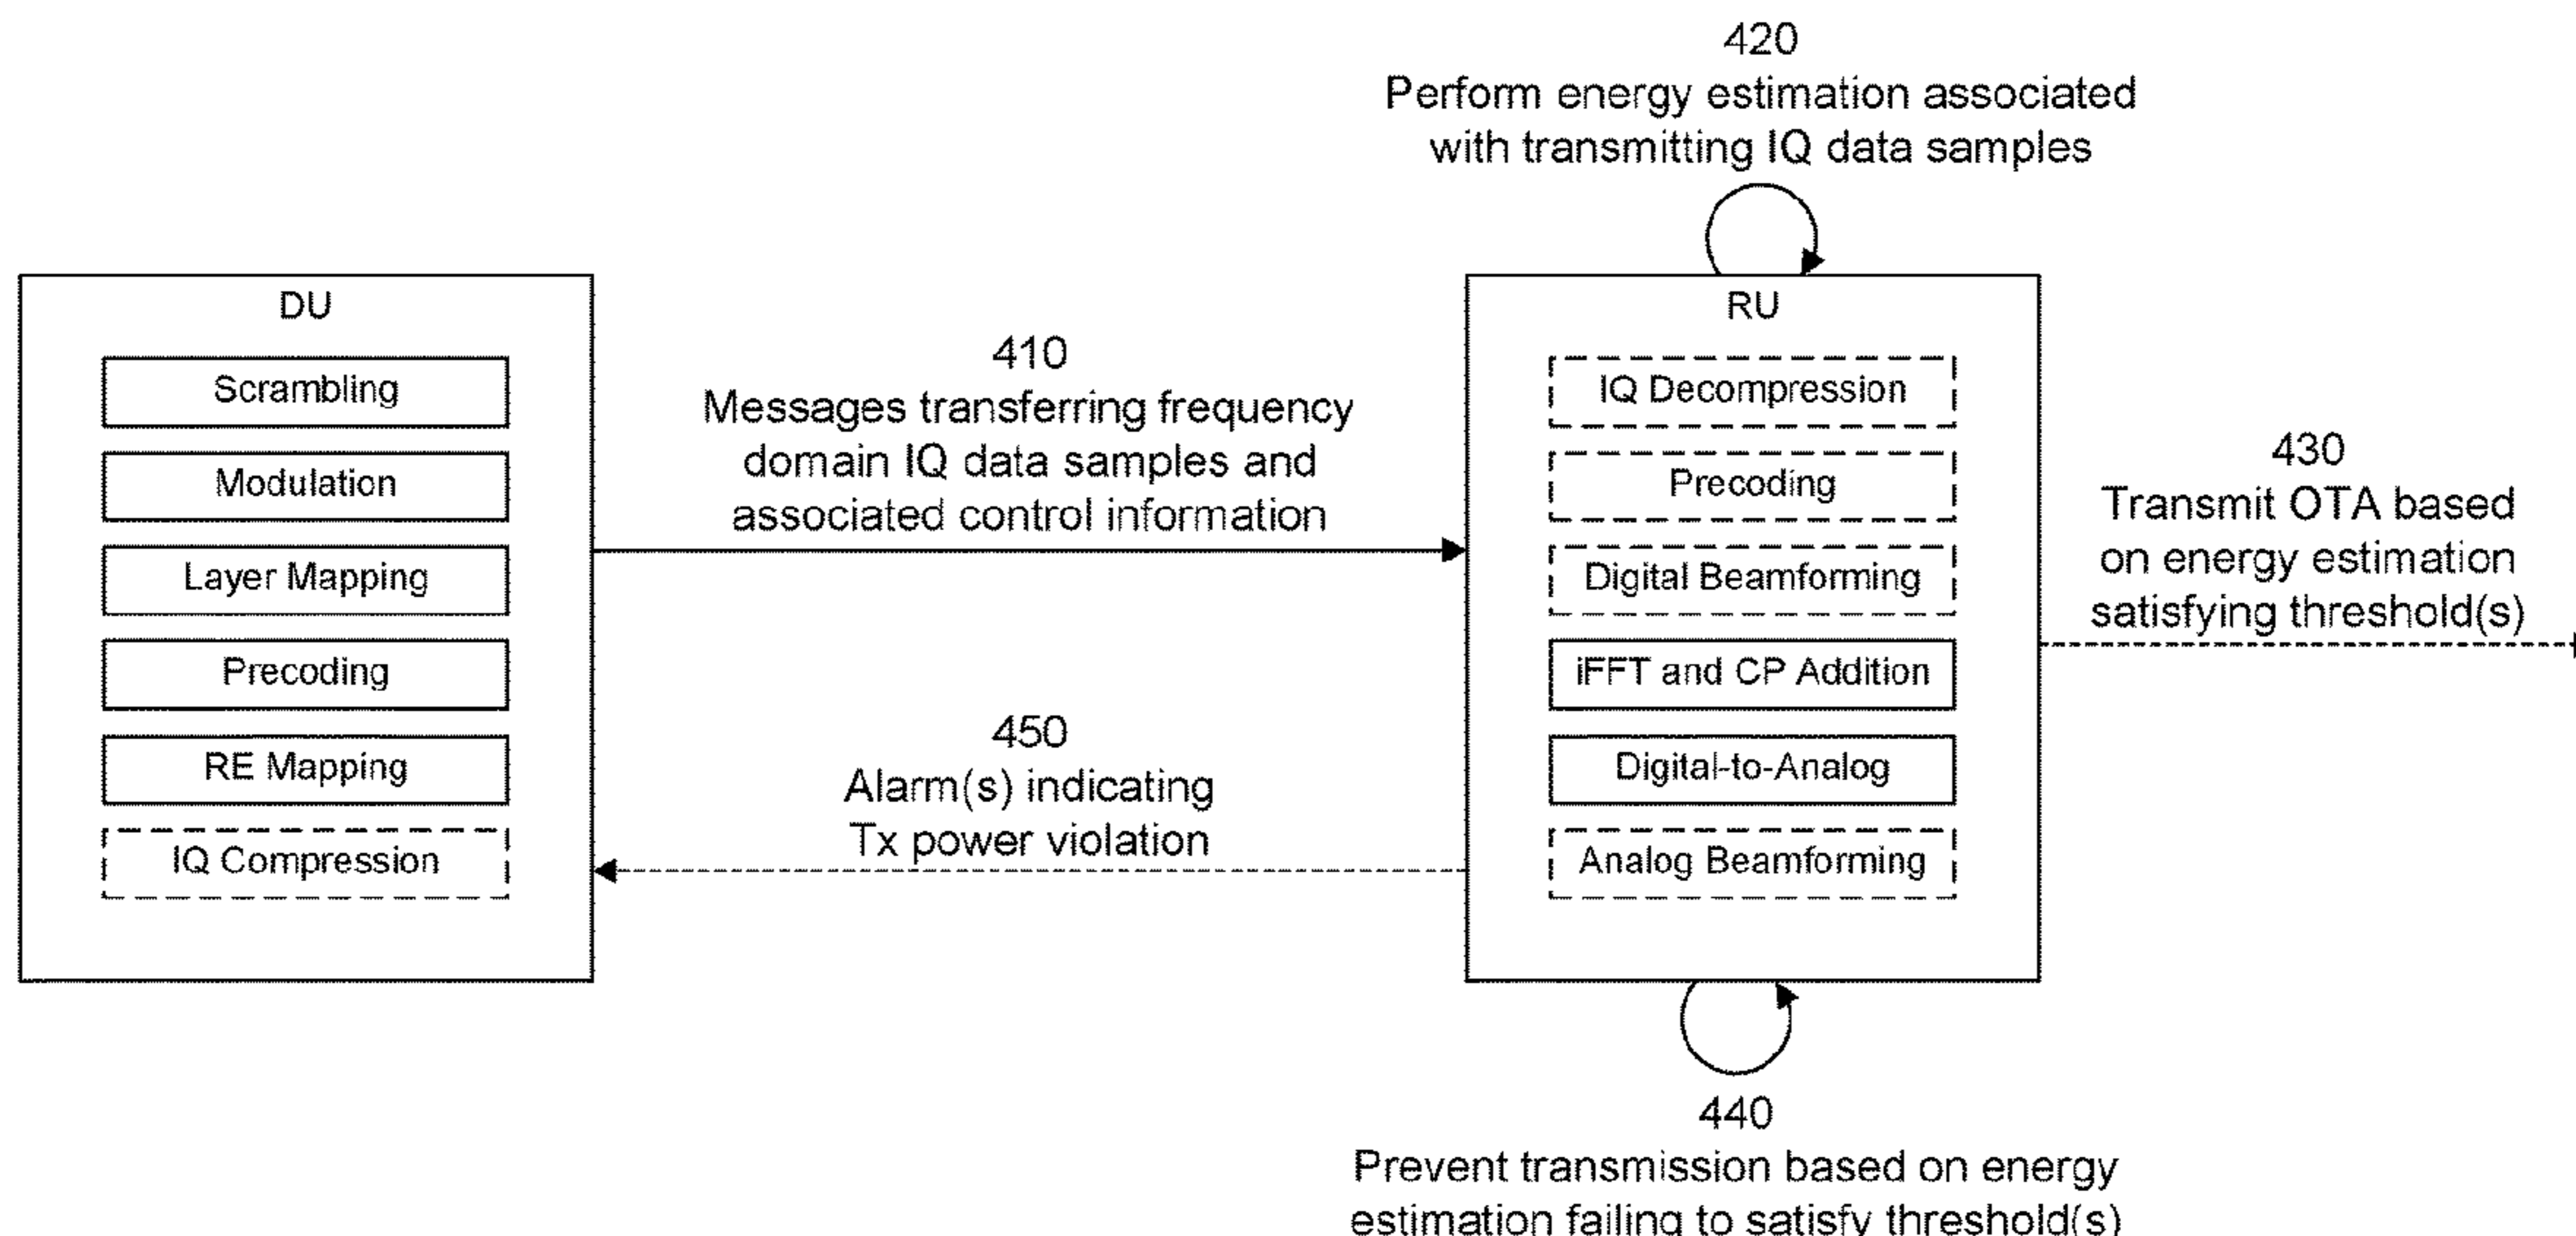 420
Perform energy estimation associated
with transmitting IQ data samples
DU
Scrambling
Modulation
Layer Mapping
Precoding
RE Mapping
IQ Compression
410
Messages transferring frequency
domain IQ data samples and
associated control information
450
Alarm(s) indicating
Tx power violation
RU
IQ Decompression
Precoding
Digital Beamforming
iFFT and CP Addition
Digital-to-Analog
Analog Beamforming
430
Transmit OTA based
on energy estimation
satisfying threshold(s)
440
Prevent transmission based on energy
estimation failing to satisfy threshold(s)